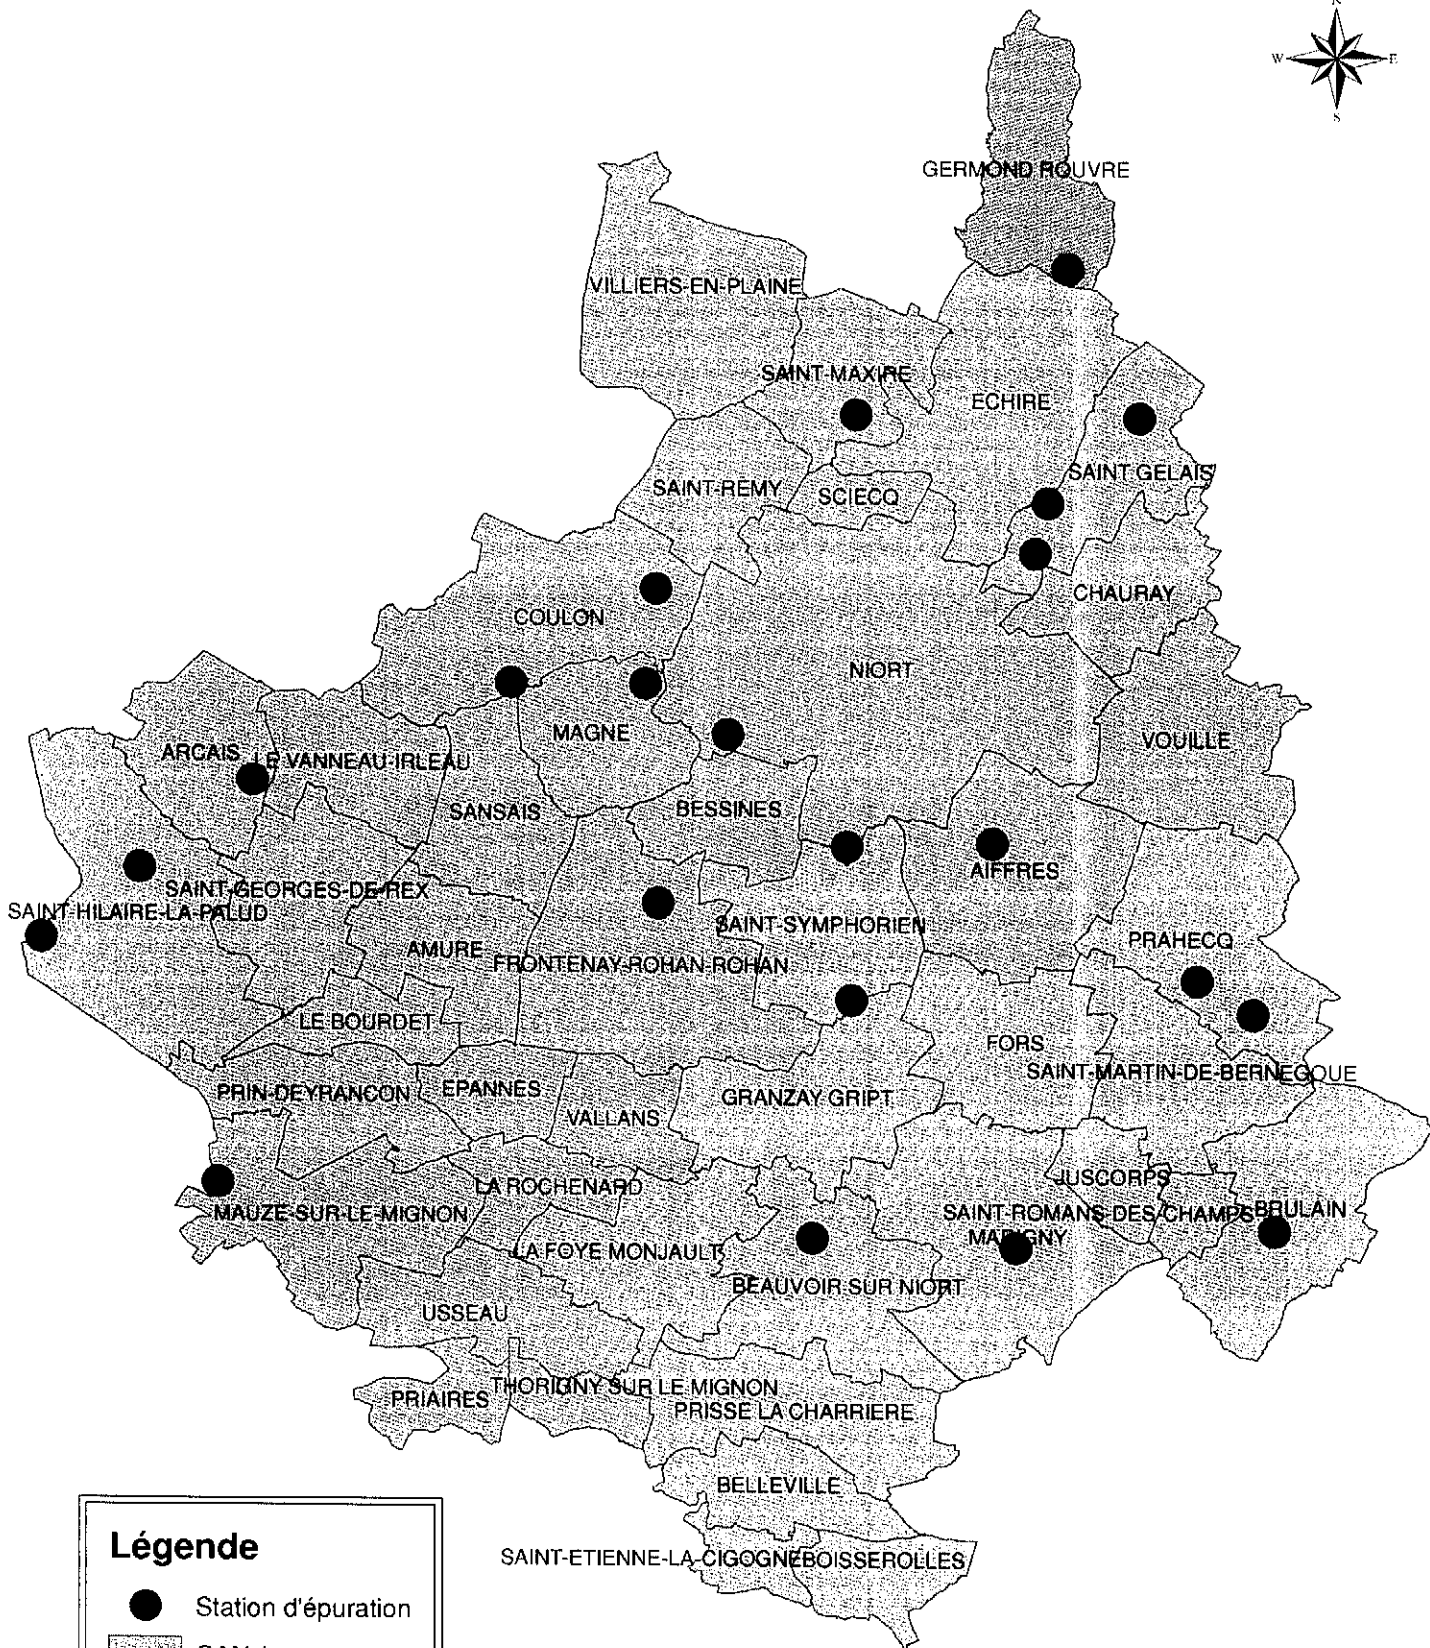 N
W
E
S
GERMOND ROUVRE
VILLIERS-EN-PLAINE
SAINT-MAXIRE
ECHIRE
SAINT GELAIS
SAINT-REMY
SCIECQ
CHAURAY
COULON
NIORT
MAGNE
VOUILLE
ARCAIS
LE VANNEAU-IRLEAU
SANSAIS
BESSINES
AIFFRES
SAINT-GEORGES-DE-REX
SAINT-HILAIRE-LA-PALUD
SAINT-SYMPHORIEN
PRAHECQ
AMURE
FRONTENAY-ROHAN-ROHAN
LE BOURDET
FORS
SAINT-MARTIN-DE-BERNEGOUE
PRIN-DEYRANCON
EPANNES
GRANZAY GRIPT
VALLANS
JUSCORPS
LA ROCHENARD
MAUZE-SUR-LE-MIGNON
SAINT-ROMANS-DES-CHAMPS
BRULAIN
MARIGNY
LA FOYE MONJAULT
BEAUVOIR SUR NIORT
USSEAU
THORIGNY SUR LE MIGNON
PRIAIRES
PRISSE LA CHARRIERE
BELLEVILLE
SAINT-ETIENNE-LA-CIGOGNE
BOISSEROLLES
Légende
Station d'épuration